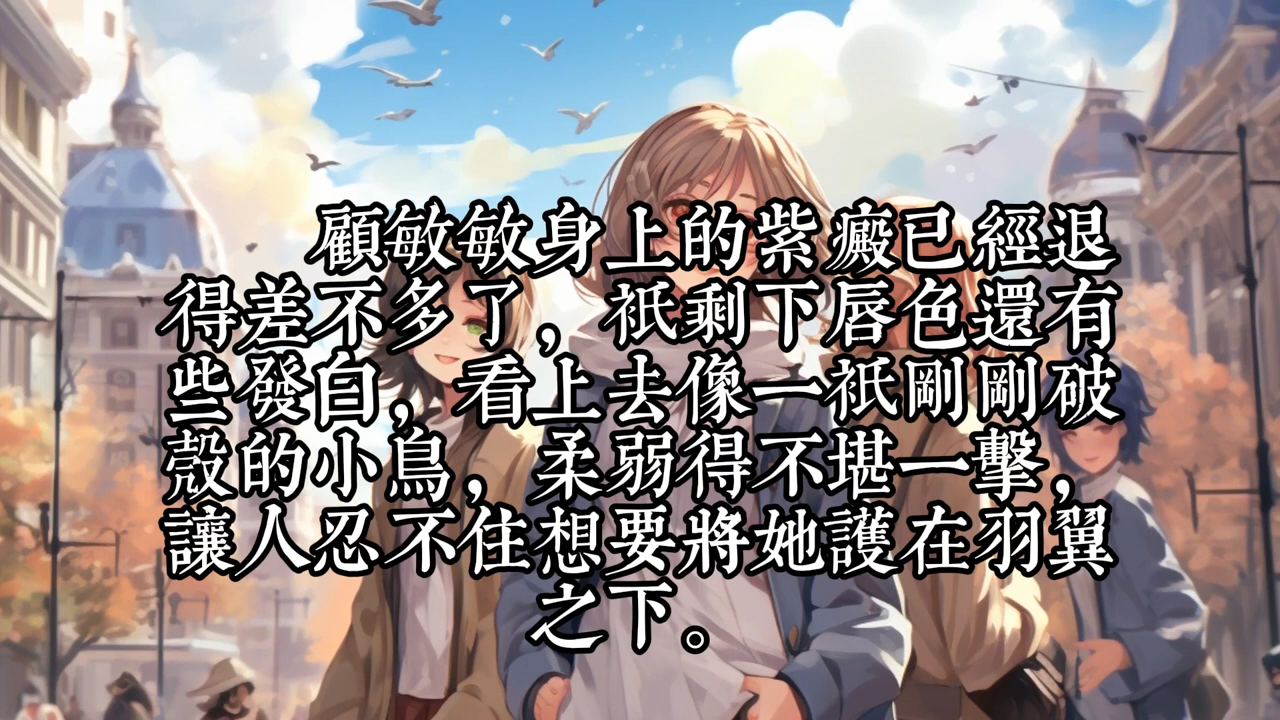 顧敏敏身上的紫癜已經退
得差不多了，祇剩下唇色還有
些發白，看上去像一祇剛剛破
殼的小鳥，柔弱得不堪一擊，
讓人忍不住想要將她護在羽翼
之下。